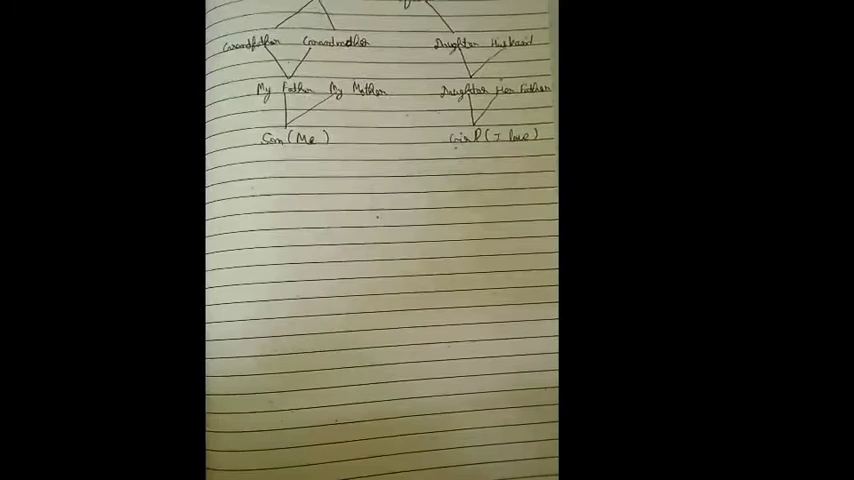 Grandfather Grandmother Daughter Husband
My Father My Mother Daughter Her Father
Son (Me) Girl (I love)